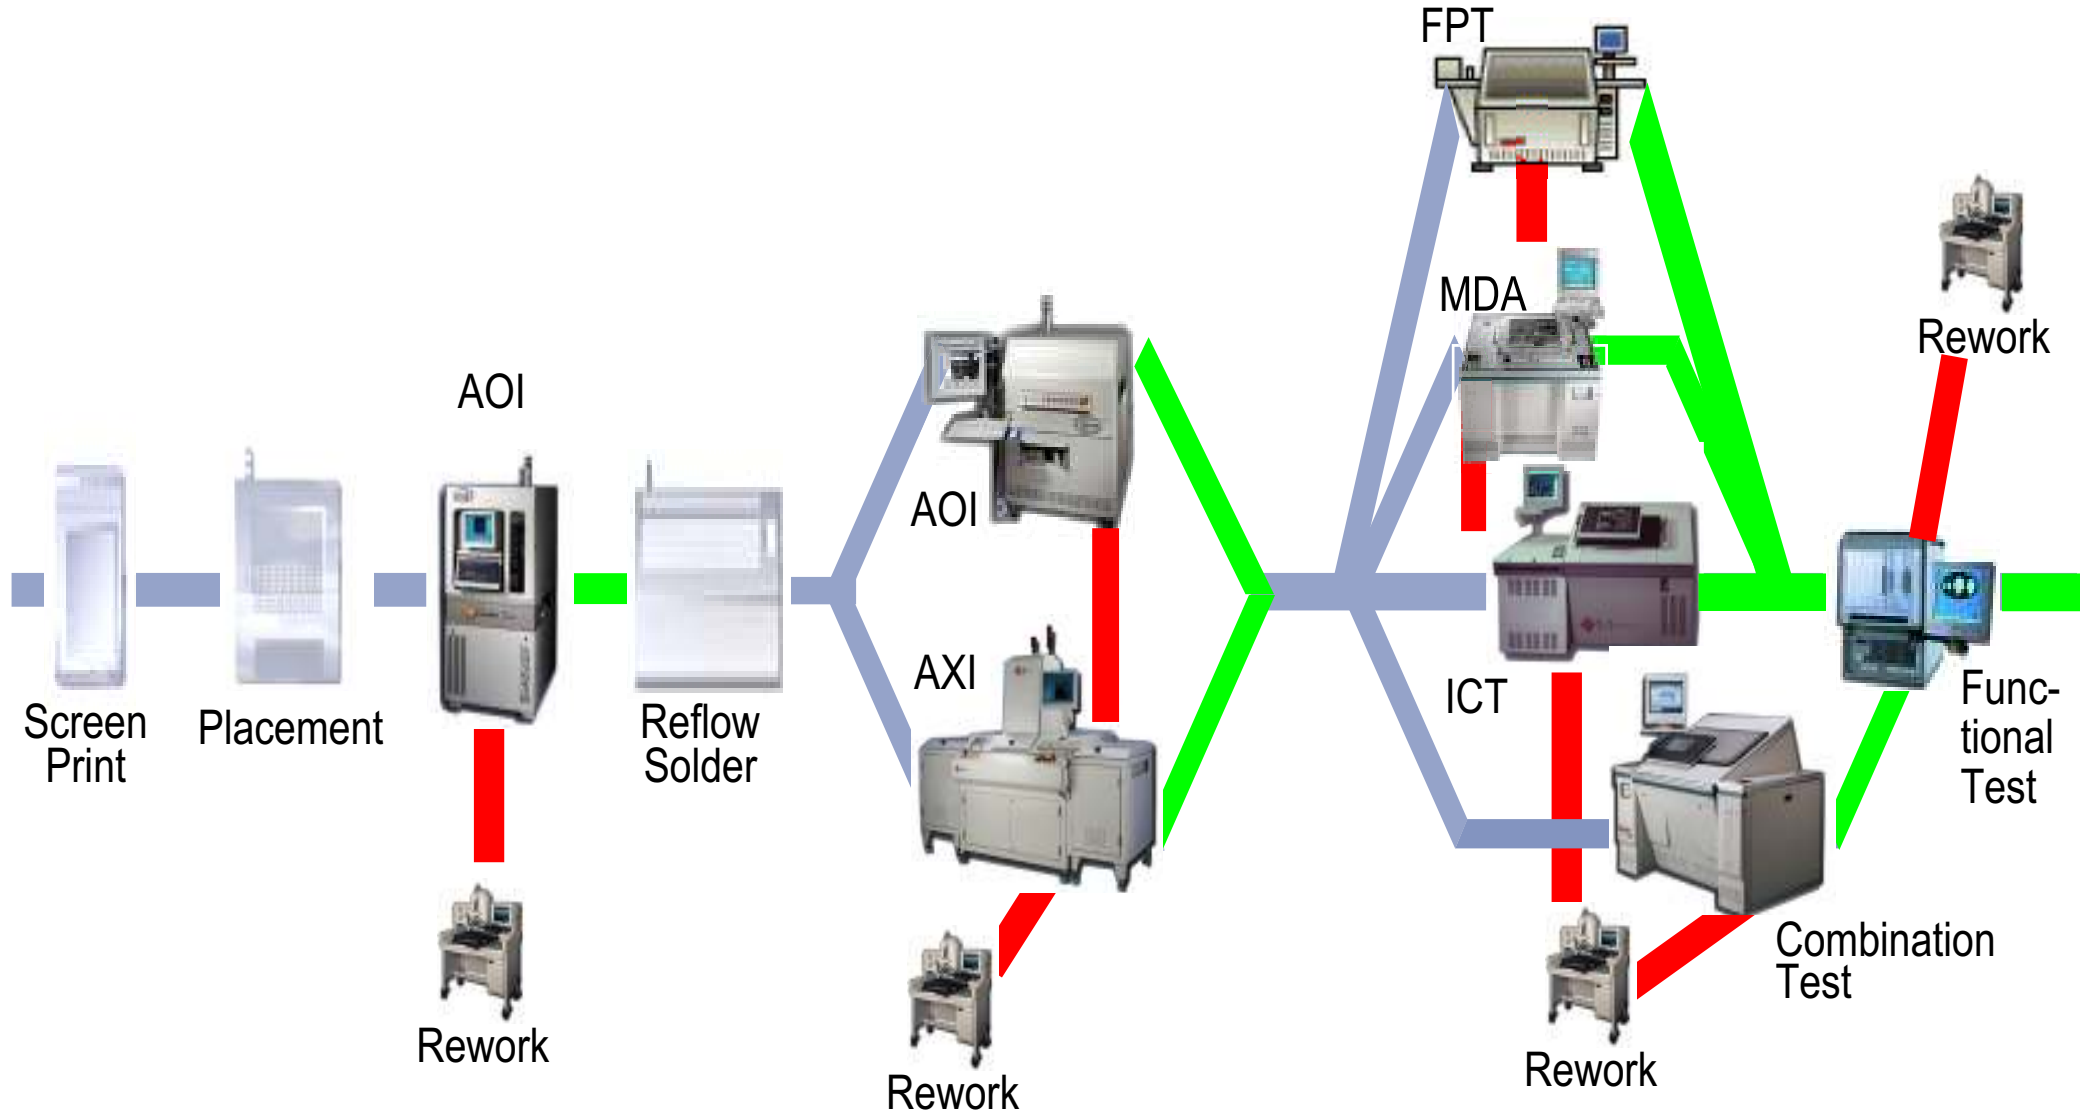 FPT
MDA
Rework
AOI
AOI
AXI
Screen
Print
Placement
Reflow
Solder
ICT
Func-
tional
Test
Combination
Test
Rework
Rework
Rework